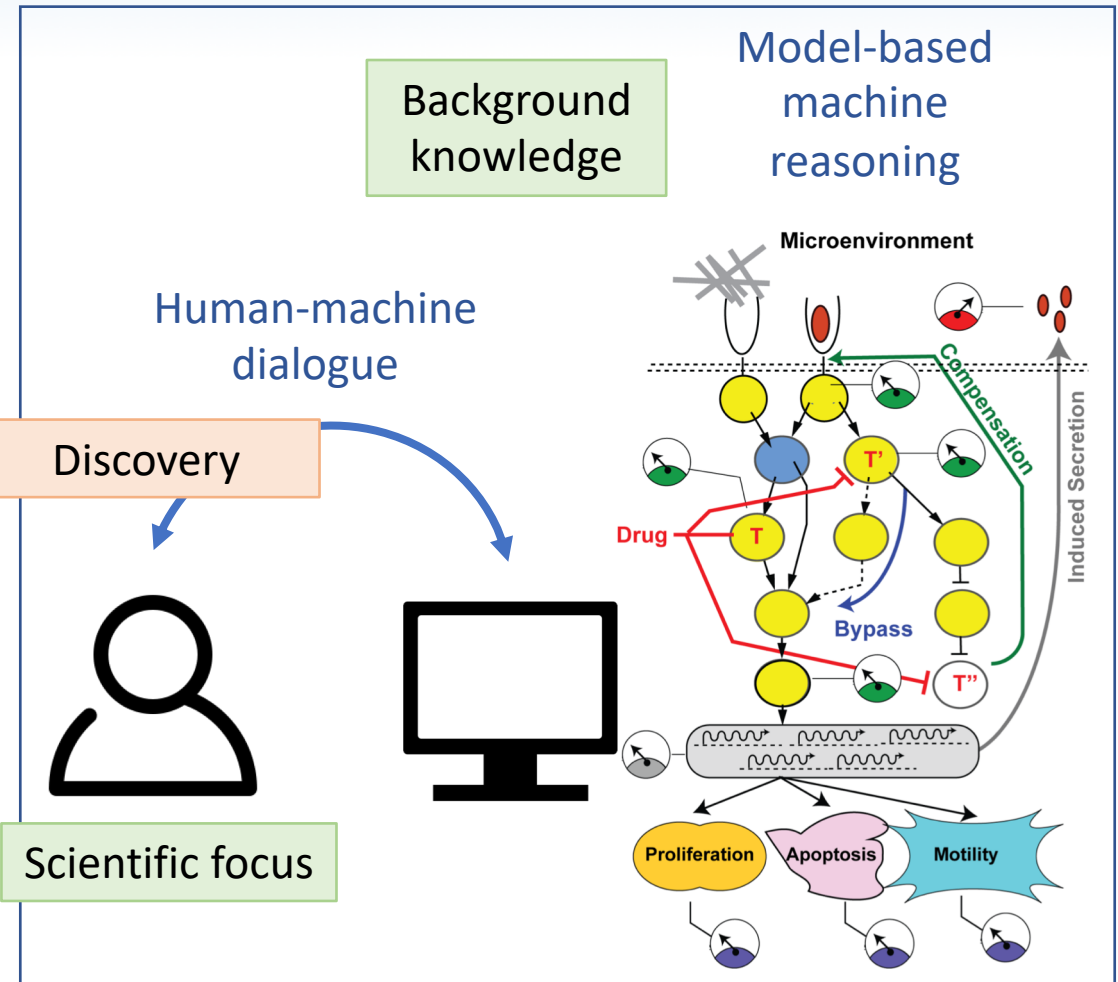 Model-based
machine
reasoning
Background
knowledge
Microenvironment
Human-machine
dialogue
Compensation
Induced Secretion
Discovery
T'
Drug
T
Bypass
T"
Scientific focus
Proliferation
Apoptosis
Motility